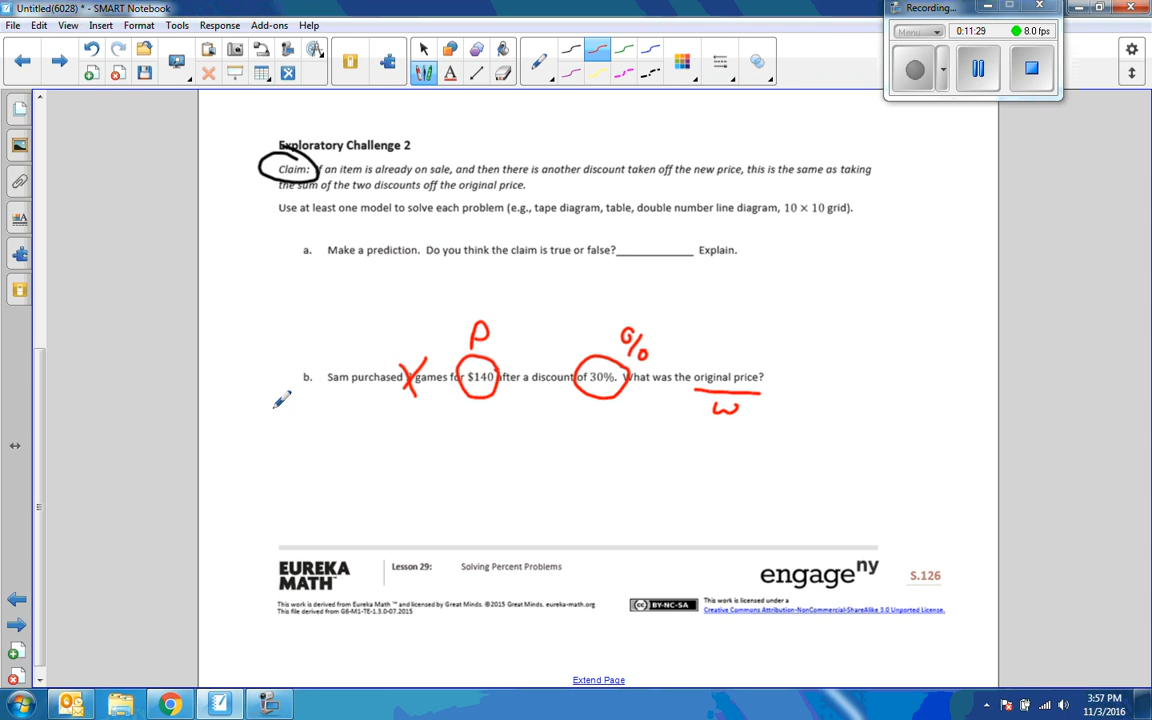 Untitled(6028) * - SMART Notebook
File Edit View Insert Format Tools Response Add-ons Help
Recording...
Menu 0:11:29 8.0 fps
Exploratory Challenge 2
Claim: If an item is already on sale, and then there is another discount taken off the new price, this is the same as taking
the sum of the two discounts off the original price.
Use at least one model to solve each problem (e.g., tape diagram, table, double number line diagram, 10 × 10 grid).
a. Make a prediction. Do you think the claim is true or false?____________ Explain.
P %
b. Sam purchased games for $140 after a discount of 30%. What was the original price?
w
EUREKA
MATH™
Lesson 29: Solving Percent Problems
engageny
S.126
This work is derived from Eureka Math ™ and licensed by Great Minds. ©2015 Great Minds. eureka-math.org
This file derived from G6-M1-TE-1.3.0-07.2015
(cc) BY-NC-SA
This work is licensed under a
Creative Commons Attribution-NonCommercial-ShareAlike 3.0 Unported License.
Extend Page
3:57 PM
11/3/2016